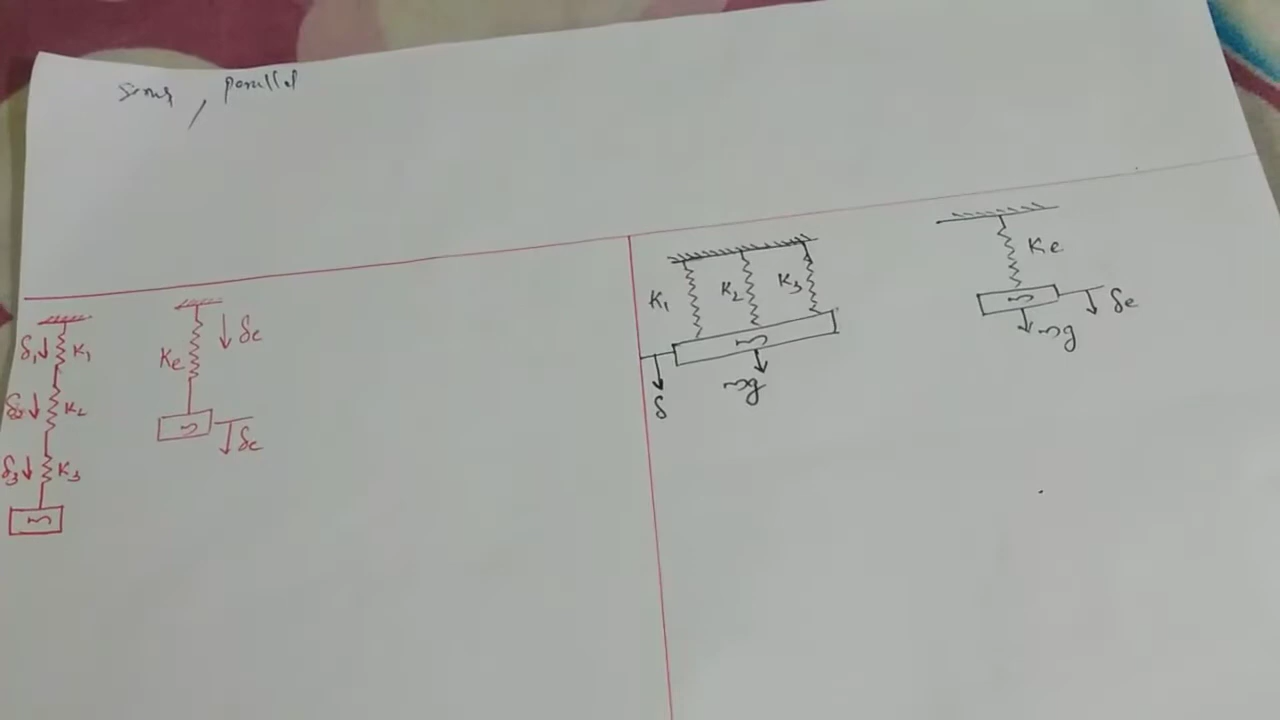 series, parallel
δ₁ K₁
δ₂ K₂
δ₃ K₃
m
Ke δe
m δe
K₁ K₂ K₃
m
δ mg
Ke
m δe
mg